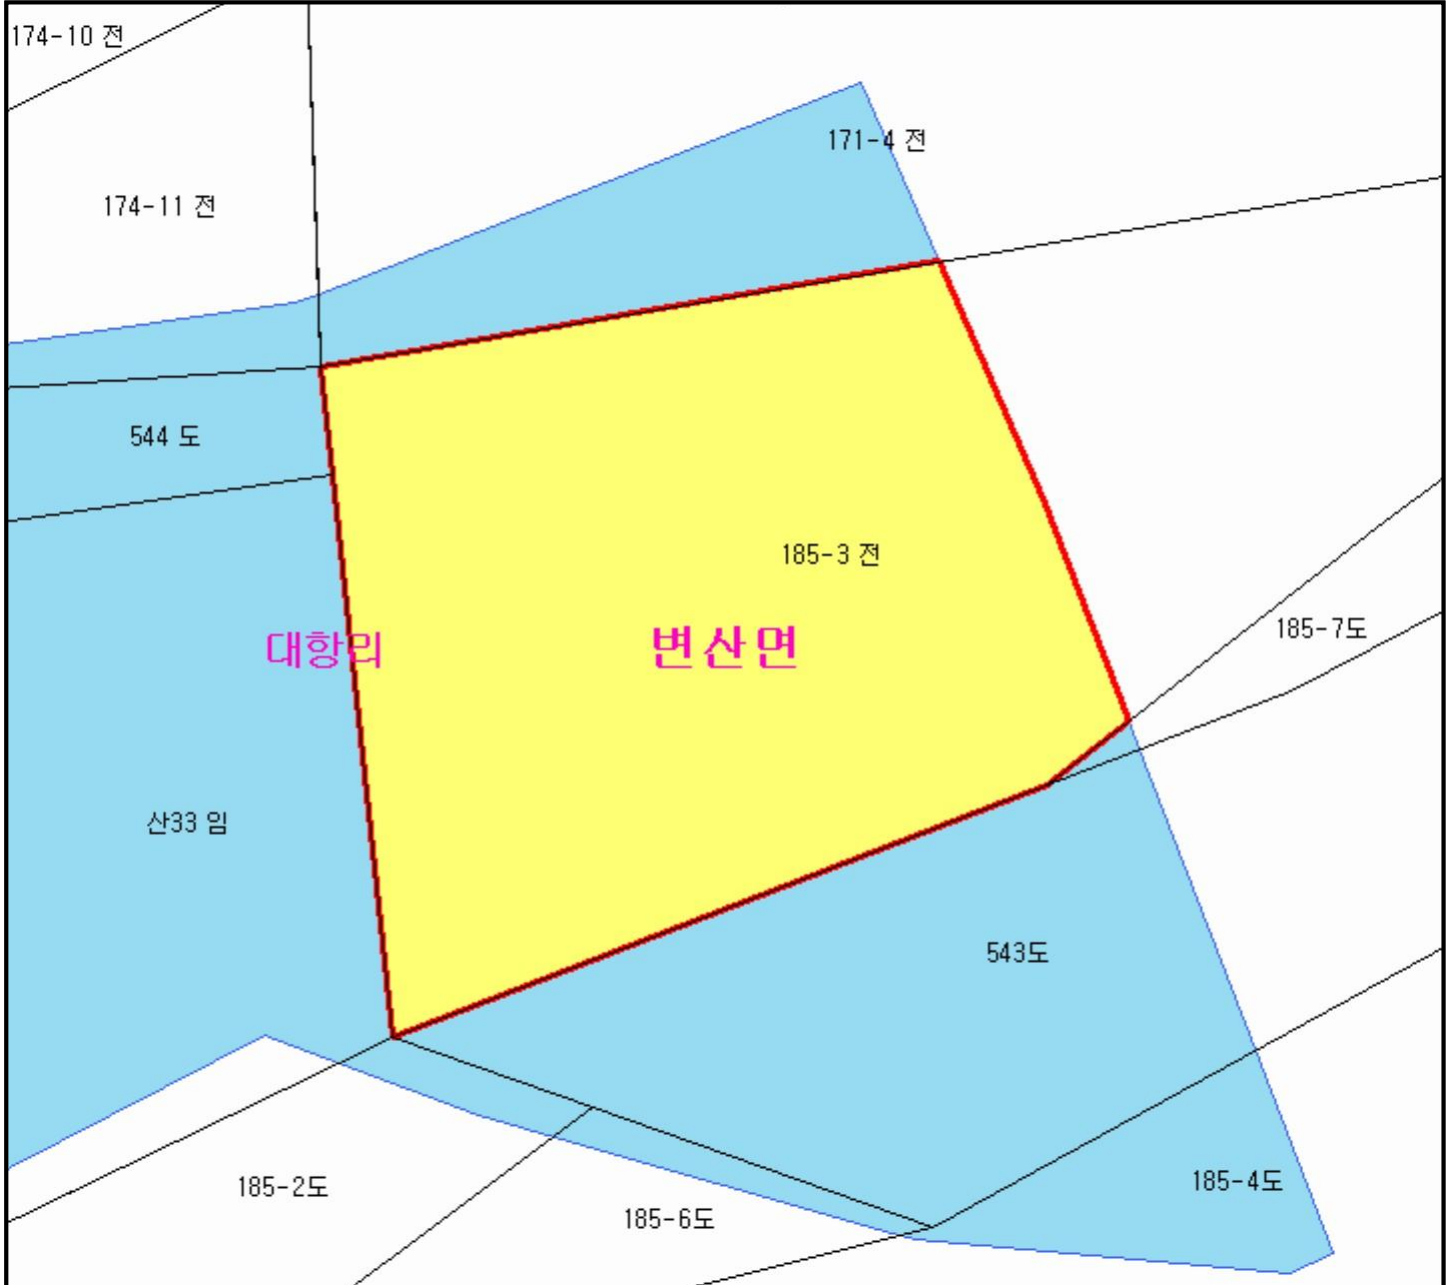 174-10 전
171-4 전
174-11 전
544 도
185-3 전
185-7도
대항리
변산면
산33 임
543도
185-4도
185-2도
185-6도